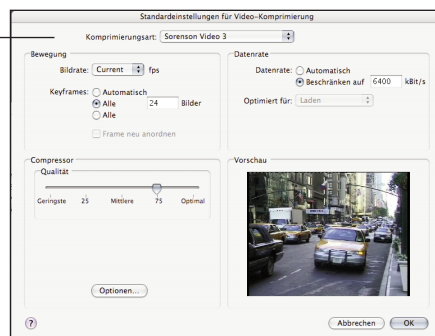 Standardeinstellungen für Video-Komprimierung
Komprimierungsart: Sorenson Video 3
Bewegung
Bildrate: Current fps
Keyframes: Automatisch
Alle 24 Bilder
Alle
Frame neu anordnen
Datenrate
Datenrate: Automatisch
Beschränken auf 6400 kBit/s
Optimiert für: Laden
Compressor
Qualität
Geringste 25 Mittlere 75 Optimal
Optionen...
Vorschau
?
Abbrechen OK